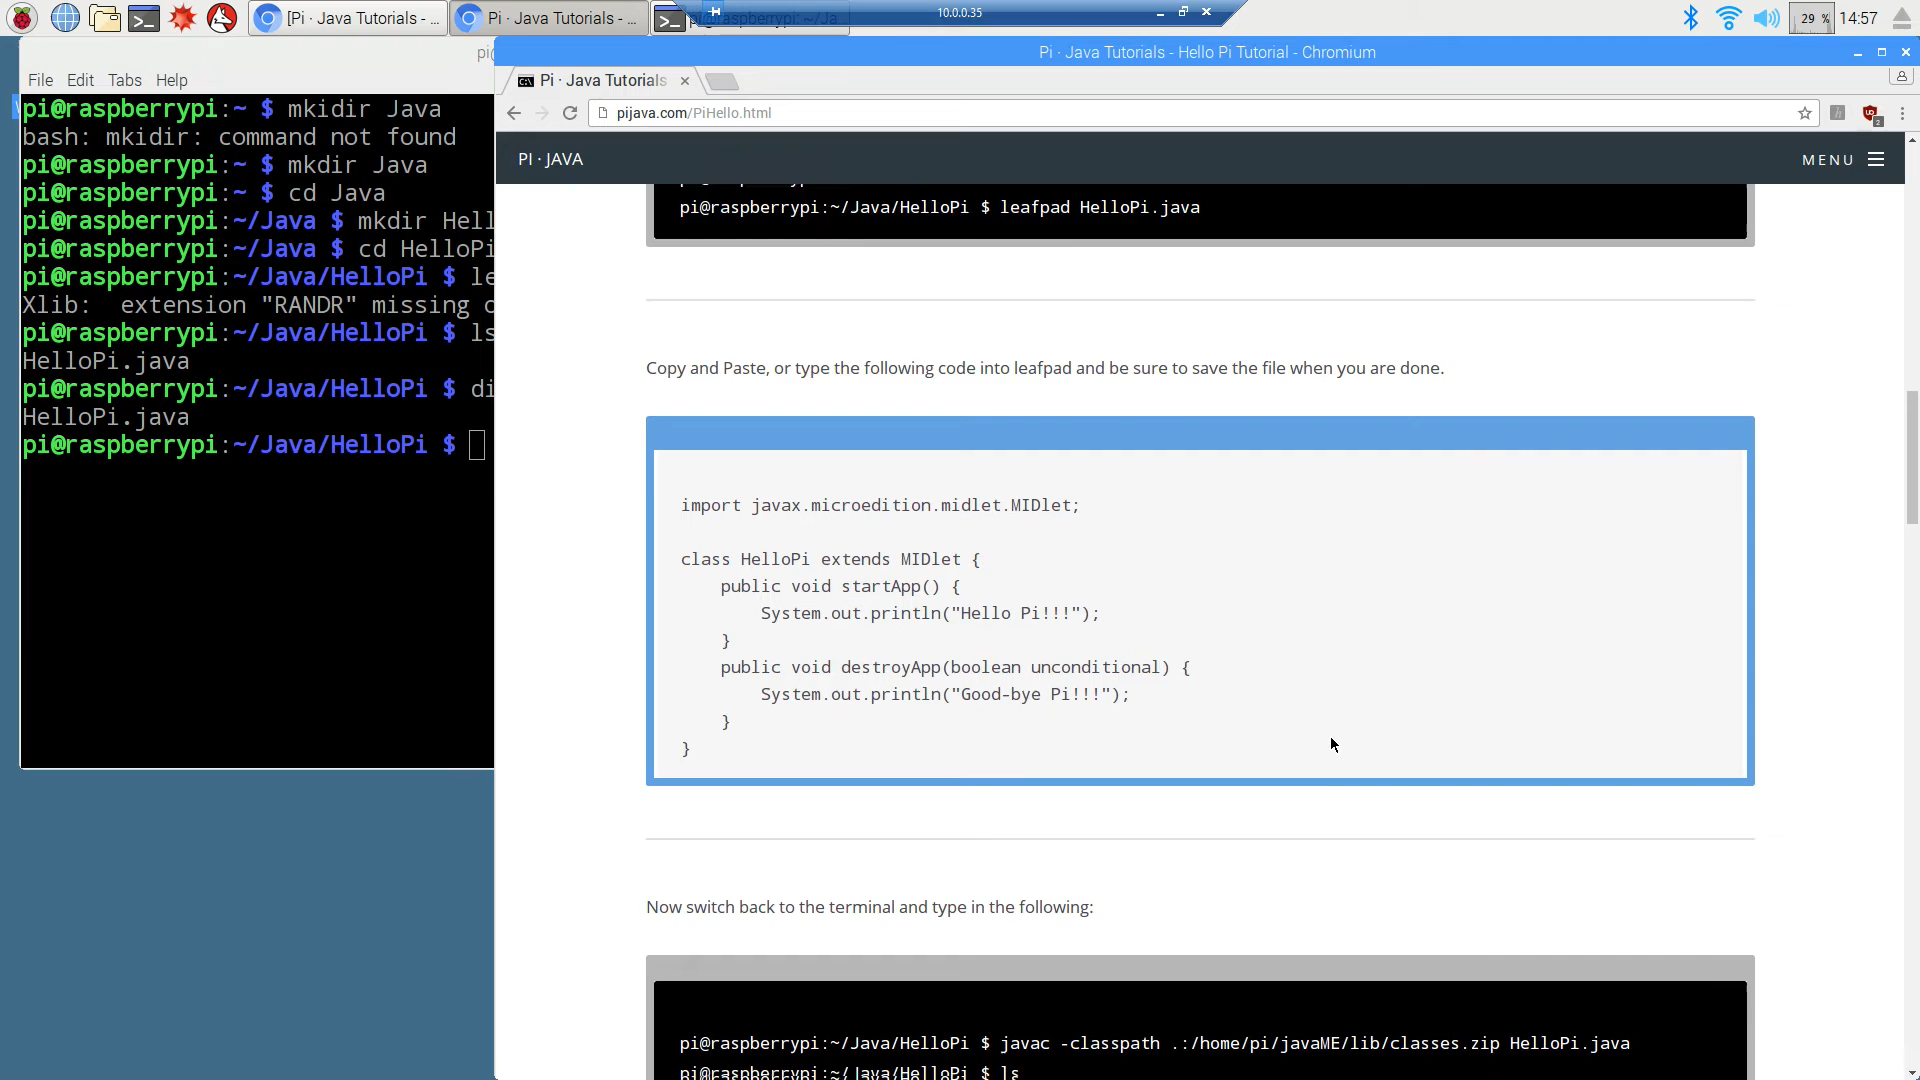 [Pi · Java Tutorials - ...
Pi · Java Tutorials - ...
10.0.0.35
29 %
14:57
File Edit Tabs Help
pi@raspberrypi:~ $ mkidir Java
bash: mkidir: command not found
pi@raspberrypi:~ $ mkdir Java
pi@raspberrypi:~ $ cd Java
pi@raspberrypi:~/Java $ mkdir Hell
pi@raspberrypi:~/Java $ cd HelloPi
pi@raspberrypi:~/Java/HelloPi $ le
Xlib:  extension "RANDR" missing o
pi@raspberrypi:~/Java/HelloPi $ ls
HelloPi.java
pi@raspberrypi:~/Java/HelloPi $ di
HelloPi.java
pi@raspberrypi:~/Java/HelloPi $
Pi · Java Tutorials - Hello Pi Tutorial - Chromium
Pi · Java Tutorials
pijava.com/PiHello.html
2
PI · JAVA
MENU
pi@raspberrypi:~/Java/HelloPi $ leafpad HelloPi.java
Copy and Paste, or type the following code into leafpad and be sure to save the file when you are done.
import javax.microedition.midlet.MIDlet;
class HelloPi extends MIDlet {
public void startApp() {
System.out.println("Hello Pi!!!");
}
public void destroyApp(boolean unconditional) {
System.out.println("Good-bye Pi!!!");
}
}
Now switch back to the terminal and type in the following:
pi@raspberrypi:~/Java/HelloPi $ javac -classpath .:/home/pi/javaME/lib/classes.zip HelloPi.java
pi@raspberrypi:~/Java/HelloPi $ ls